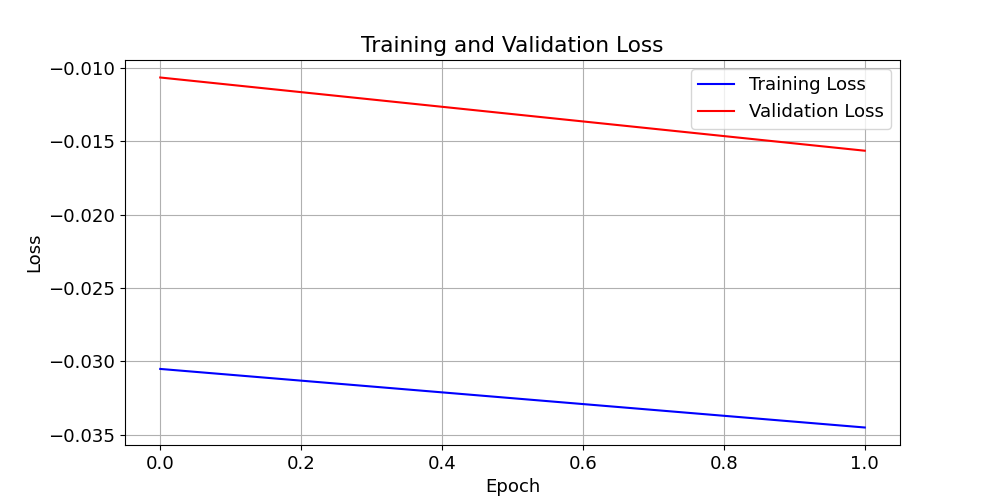 Training and Validation Loss
−0.010
−0.015
−0.020
−0.025
−0.030
−0.035
Loss
Training Loss
Validation Loss
0.0 0.2 0.4 0.6 0.8 1.0
Epoch